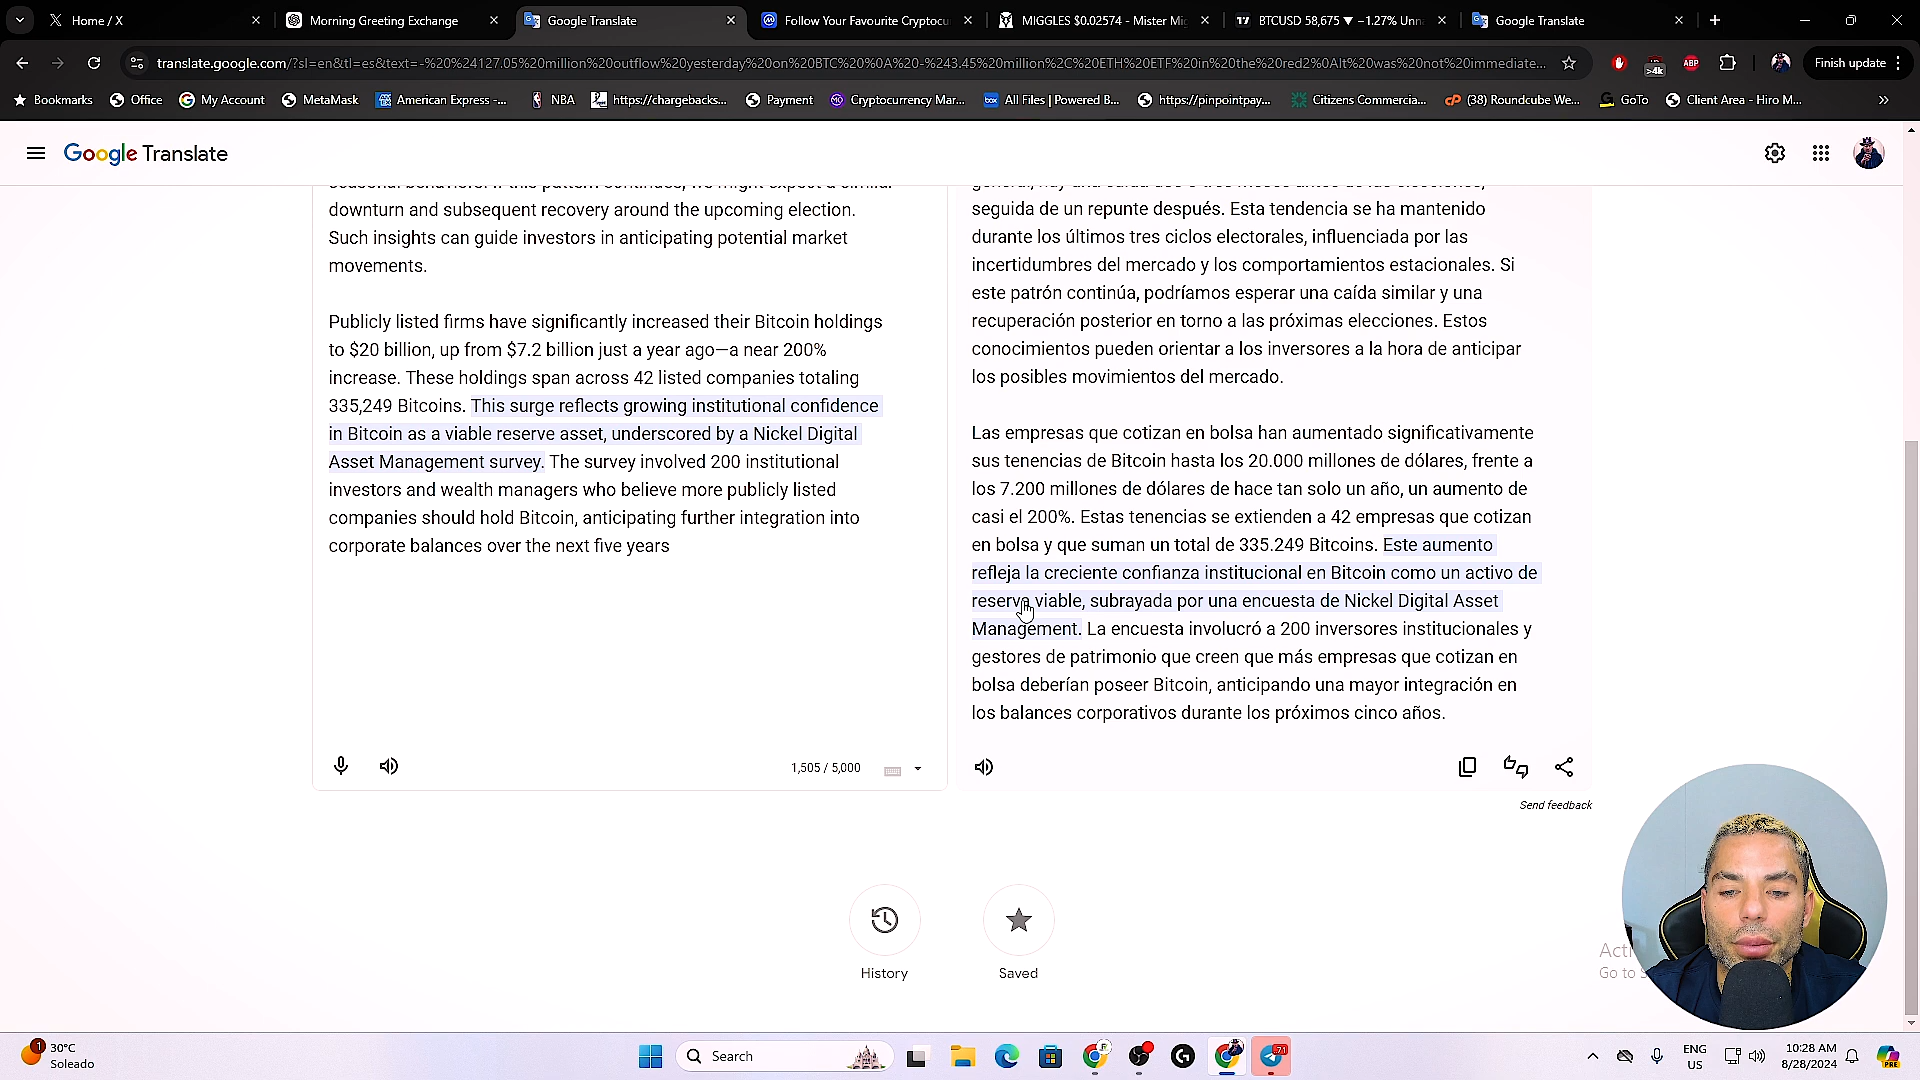 Home / X
Morning Greeting Exchange
Google Translate
Follow Your Favourite Cryptocu
MIGGLES $0.02574 - Mister Mi
BTCUSD 58,675 ▼ −1.27% Unn
Google Translate
translate.google.com/?sl=en&tl=es&text=-%20%24127.05%20million%20outflow%20yesterday%20on%20BTC%20%0A%20-%243.45%20million%2C%20ETH%20ETF%20in%20the%20red2%0Alt%20was%20not%20immediate...
>4k
ABP
Finish update
Bookmarks
Office
My Account
MetaMask
American Express -...
NBA
https://chargebacks...
Payment
Cryptocurrency Mar...
All Files | Powered B...
https://pinpointpay...
Citizens Commercia...
(38) Roundcube We...
GoTo
Client Area - Hiro M...
Google Translate
downturn and subsequent recovery around the upcoming election.
Such insights can guide investors in anticipating potential market
movements.
Publicly listed firms have significantly increased their Bitcoin holdings
to $20 billion, up from $7.2 billion just a year ago—a near 200%
increase. These holdings span across 42 listed companies totaling
335,249 Bitcoins. This surge reflects growing institutional confidence
in Bitcoin as a viable reserve asset, underscored by a Nickel Digital
Asset Management survey. The survey involved 200 institutional
investors and wealth managers who believe more publicly listed
companies should hold Bitcoin, anticipating further integration into
corporate balances over the next five years
1,505 / 5,000
seguida de un repunte después. Esta tendencia se ha mantenido
durante los últimos tres ciclos electorales, influenciada por las
incertidumbres del mercado y los comportamientos estacionales. Si
este patrón continúa, podríamos esperar una caída similar y una
recuperación posterior en torno a las próximas elecciones. Estos
conocimientos pueden orientar a los inversores a la hora de anticipar
los posibles movimientos del mercado.
Las empresas que cotizan en bolsa han aumentado significativamente
sus tenencias de Bitcoin hasta los 20.000 millones de dólares, frente a
los 7.200 millones de dólares de hace tan solo un año, un aumento de
casi el 200%. Estas tenencias se extienden a 42 empresas que cotizan
en bolsa y que suman un total de 335.249 Bitcoins. Este aumento
refleja la creciente confianza institucional en Bitcoin como un activo de
reserva viable, subrayada por una encuesta de Nickel Digital Asset
Management. La encuesta involucró a 200 inversores institucionales y
gestores de patrimonio que creen que más empresas que cotizan en
bolsa deberían poseer Bitcoin, anticipando una mayor integración en
los balances corporativos durante los próximos cinco años.
Send feedback
History
Saved
Go to
30°C
Soleado
Search
71
ENG
US
10:28 AM
8/28/2024